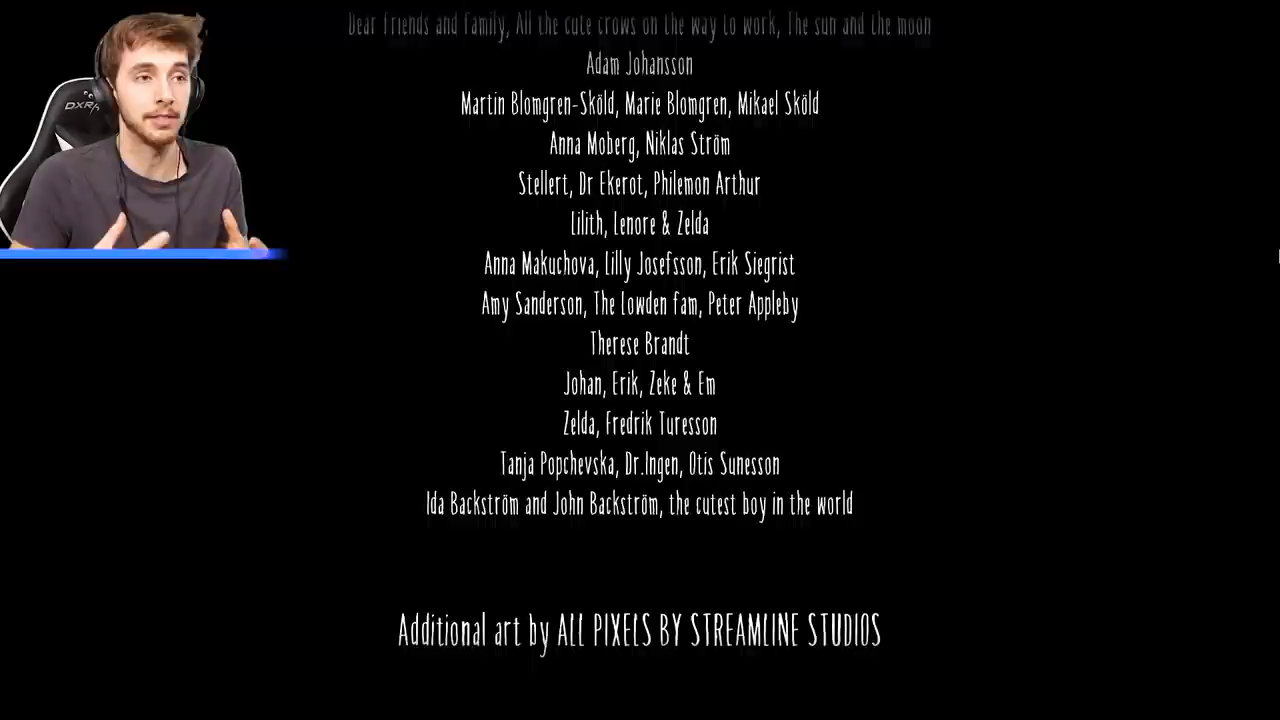 Dear friends and family, All the cute crows on the way to work, The sun and the moon
Adam Johansson
Martin Blomgren-Sköld, Marie Blomgren, Mikael Sköld
Anna Moberg, Niklas Ström
Stellert, Dr Ekerot, Philemon Arthur
Lilith, Lenore & Zelda
Anna Makuchova, Lilly Josefsson, Erik Siegrist
Amy Sanderson, The Lowden Fam, Peter Appleby
Therese Brandt
Johan, Erik, Zeke & Em
Zelda, Fredrik Turesson
Tanja Popchevska, Dr.Ingen, Otis Sunesson
Ida Backström and John Backström, the cutest boy in the world
Additional art by ALL PIXELS BY STREAMLINE STUDIOS